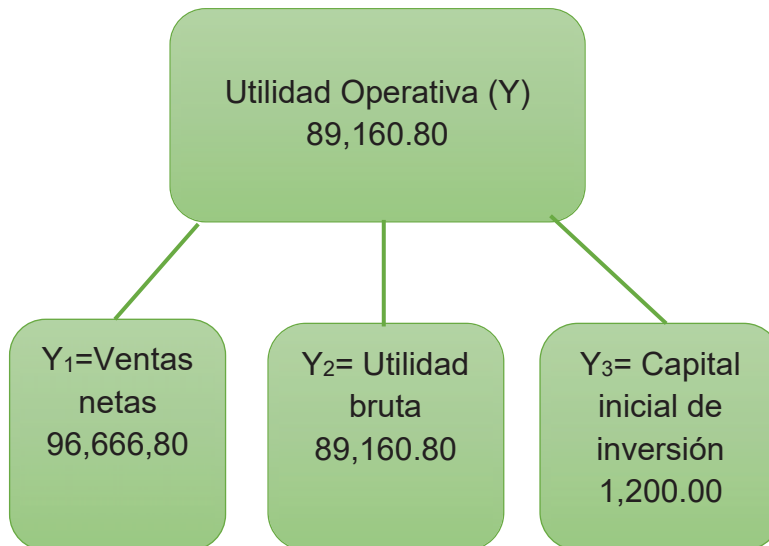 Utilidad Operativa (Y)
89,160.80
Y₁=Ventas
netas
96,666,80
Y₂= Utilidad
bruta
89,160.80
Y₃= Capital
inicial de
inversión
1,200.00